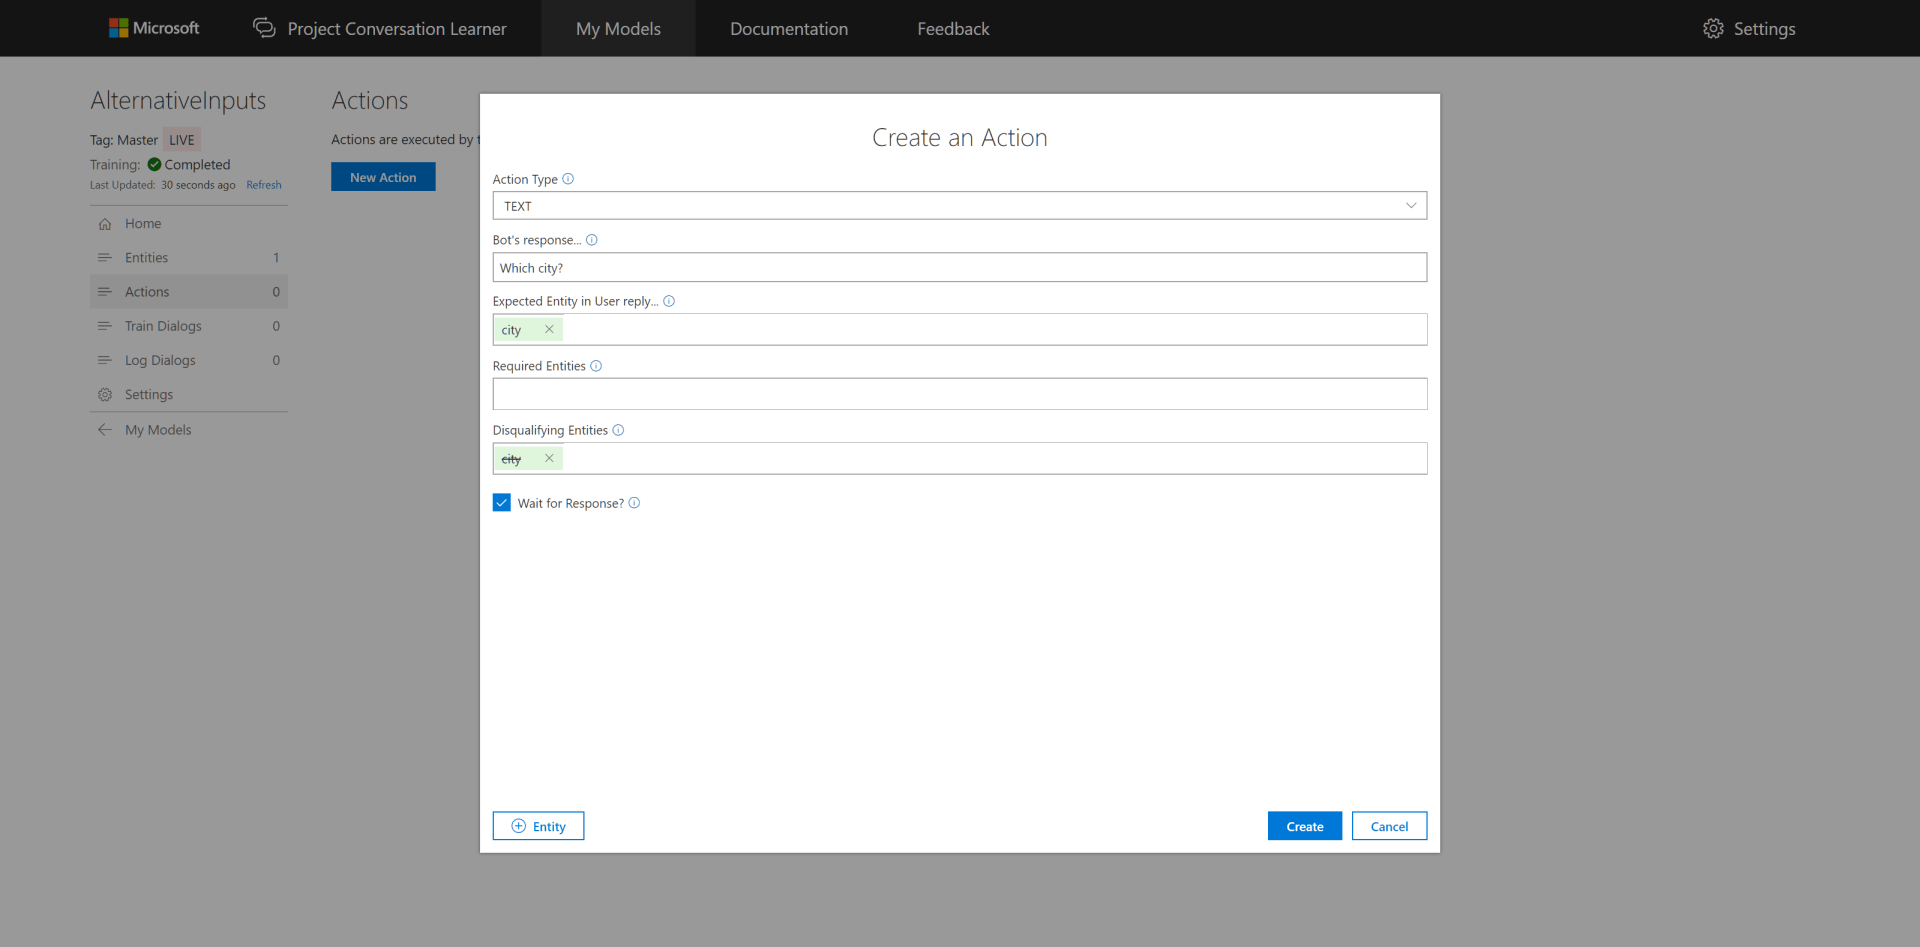 Microsoft
Project Conversation Learner
My Models
Documentation
Feedback
Settings
AlternativeInputs
Tag: Master LIVE
Training: Completed
Last Updated: 30 seconds ago Refresh
Home
Entities 1
Actions 0
Train Dialogs 0
Log Dialogs 0
Settings
My Models
Actions
Actions are executed by t
New Action
Create an Action
Action Type
TEXT
Bot's response...
Which city?
Expected Entity in User reply...
city
Required Entities
Disqualifying Entities
city
Wait for Response?
Entity
Create
Cancel